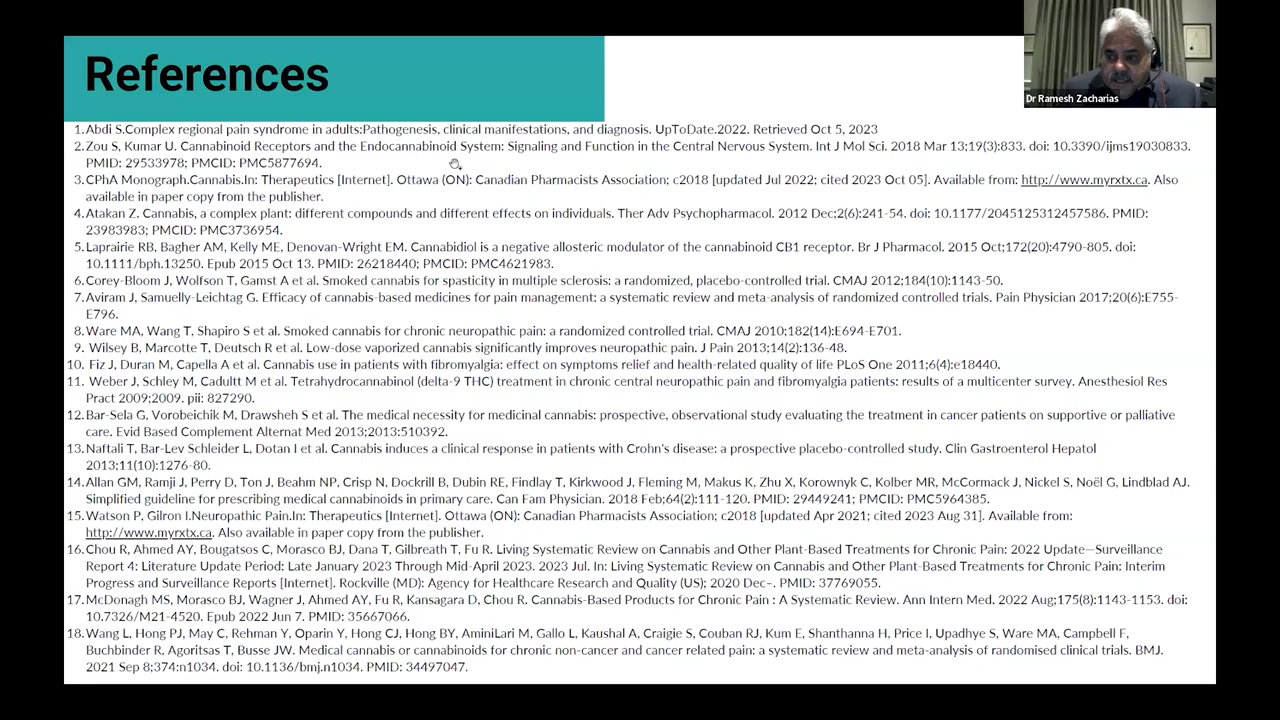 References
Dr Ramesh Zacharias
1. Abdi S.Complex regional pain syndrome in adults:Pathogenesis, clinical manifestations, and diagnosis. UpToDate.2022. Retrieved Oct 5, 2023
2. Zou S, Kumar U. Cannabinoid Receptors and the Endocannabinoid System: Signaling and Function in the Central Nervous System. Int J Mol Sci. 2018 Mar 13;19(3):833. doi: 10.3390/ijms19030833.
PMID: 29533978; PMCID: PMC5877694.
3. CPhA Monograph.Cannabis.In: Therapeutics [Internet]. Ottawa (ON): Canadian Pharmacists Association; c2018 [updated Jul 2022; cited 2023 Oct 05]. Available from: http://www.myrxtx.ca. Also
available in paper copy from the publisher.
4. Atakan Z. Cannabis, a complex plant: different compounds and different effects on individuals. Ther Adv Psychopharmacol. 2012 Dec;2(6):241-54. doi: 10.1177/2045125312457586. PMID:
23983983; PMCID: PMC3736954.
5. Laprairie RB, Bagher AM, Kelly ME, Denovan-Wright EM. Cannabidiol is a negative allosteric modulator of the cannabinoid CB1 receptor. Br J Pharmacol. 2015 Oct;172(20):4790-805. doi:
10.1111/bph.13250. Epub 2015 Oct 13. PMID: 26218440; PMCID: PMC4621983.
6. Corey-Bloom J, Wolfson T, Gamst A et al. Smoked cannabis for spasticity in multiple sclerosis: a randomized, placebo-controlled trial. CMAJ 2012;184(10):1143-50.
7. Aviram J, Samuelly-Leichtag G. Efficacy of cannabis-based medicines for pain management: a systematic review and meta-analysis of randomized controlled trials. Pain Physician 2017;20(6):E755-
E796.
8. Ware MA, Wang T, Shapiro S et al. Smoked cannabis for chronic neuropathic pain: a randomized controlled trial. CMAJ 2010;182(14):E694-E701.
9. Wilsey B, Marcotte T, Deutsch R et al. Low-dose vaporized cannabis significantly improves neuropathic pain. J Pain 2013;14(2):136-48.
10. Fiz J, Duran M, Capella A et al. Cannabis use in patients with fibromyalgia: effect on symptoms relief and health-related quality of life PLoS One 2011;6(4):e18440.
11. Weber J, Schley M, Cadultt M et al. Tetrahydrocannabinol (delta-9 THC) treatment in chronic central neuropathic pain and fibromyalgia patients: results of a multicenter survey. Anesthesiol Res
Pract 2009;2009. pii: 827290.
12. Bar-Sela G, Vorobeichik M, Drawsheh S et al. The medical necessity for medicinal cannabis: prospective, observational study evaluating the treatment in cancer patients on supportive or palliative
care. Evid Based Complement Alternat Med 2013;2013:510392.
13. Naftali T, Bar-Lev Schleider L, Dotan I et al. Cannabis induces a clinical response in patients with Crohn's disease: a prospective placebo-controlled study. Clin Gastroenterol Hepatol
2013;11(10):1276-80.
14. Allan GM, Ramji J, Perry D, Ton J, Beahm NP, Crisp N, Dockrill B, Dubin RE, Findlay T, Kirkwood J, Fleming M, Makus K, Zhu X, Korownyk C, Kolber MR, McCormack J, Nickel S, Noël G, Lindblad AJ.
Simplified guideline for prescribing medical cannabinoids in primary care. Can Fam Physician. 2018 Feb;64(2):111-120. PMID: 29449241; PMCID: PMC5964385.
15. Watson P, Gilron I.Neuropathic Pain.In: Therapeutics [Internet]. Ottawa (ON): Canadian Pharmacists Association; c2018 [updated Apr 2021; cited 2023 Aug 31]. Available from:
http://www.myrxtx.ca. Also available in paper copy from the publisher.
16. Chou R, Ahmed AY, Bougatsos C, Morasco BJ, Dana T, Gilbreath T, Fu R. Living Systematic Review on Cannabis and Other Plant-Based Treatments for Chronic Pain: 2022 Update—Surveillance
Report 4: Literature Update Period: Late January 2023 Through Mid-April 2023. 2023 Jul. In: Living Systematic Review on Cannabis and Other Plant-Based Treatments for Chronic Pain: Interim
Progress and Surveillance Reports [Internet]. Rockville (MD): Agency for Healthcare Research and Quality (US); 2020 Dec–. PMID: 37769055.
17. McDonagh MS, Morasco BJ, Wagner J, Ahmed AY, Fu R, Kansagara D, Chou R. Cannabis-Based Products for Chronic Pain : A Systematic Review. Ann Intern Med. 2022 Aug;175(8):1143-1153. doi:
10.7326/M21-4520. Epub 2022 Jun 7. PMID: 35667066.
18. Wang L, Hong PJ, May C, Rehman Y, Oparin Y, Hong CJ, Hong BY, AminiLari M, Gallo L, Kaushal A, Craigie S, Couban RJ, Kum E, Shanthanna H, Price I, Upadhye S, Ware MA, Campbell F,
Buchbinder R, Agoritsas T, Busse JW. Medical cannabis or cannabinoids for chronic non-cancer and cancer related pain: a systematic review and meta-analysis of randomised clinical trials. BMJ.
2021 Sep 8;374:n1034. doi: 10.1136/bmj.n1034. PMID: 34497047.